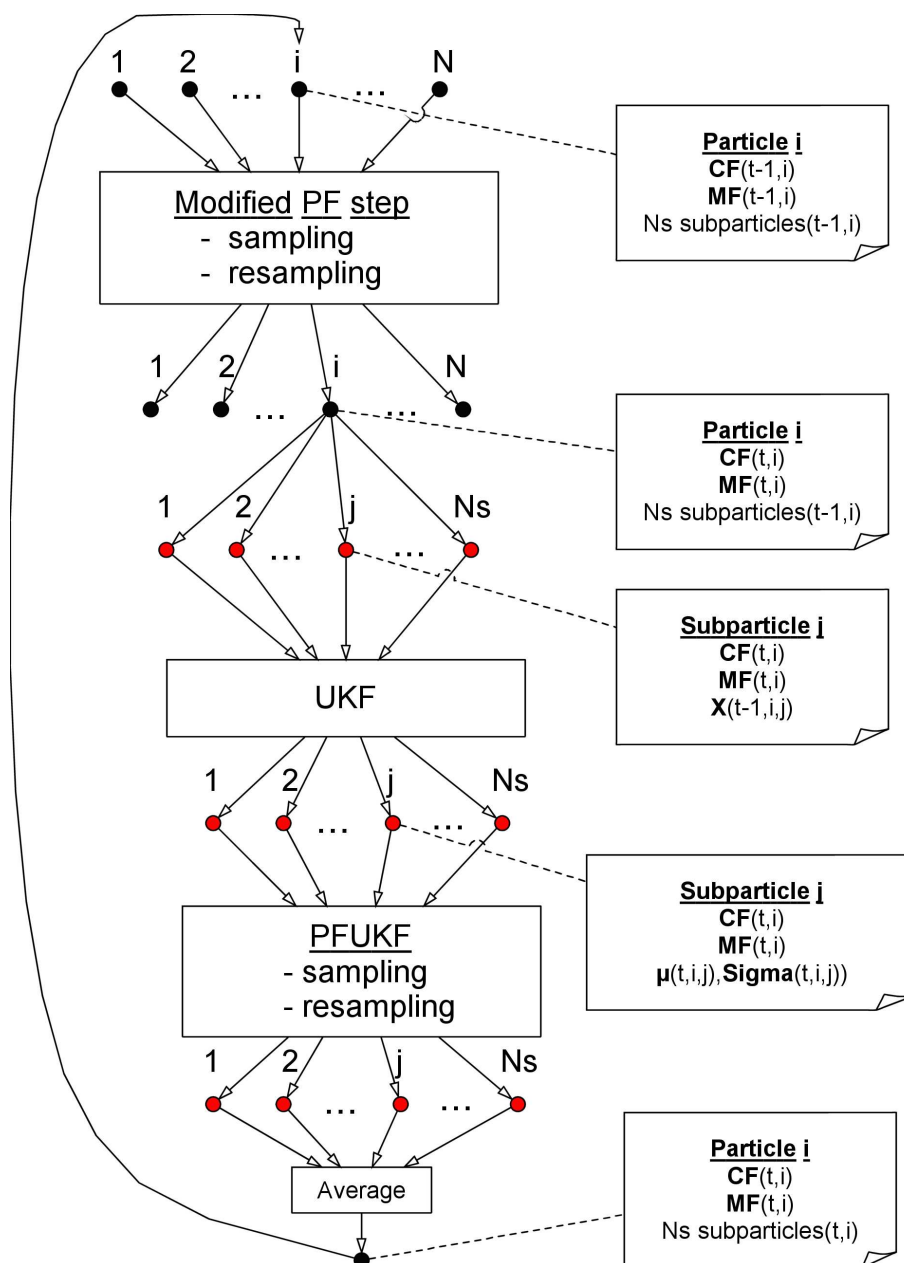 1 2 ... i ... N
Particle i
CF(t-1,i)
MF(t-1,i)
Ns subparticles(t-1,i)
Modified PF step
- sampling
- resampling
1 2 ... i ... N
Particle i
CF(t,i)
MF(t,i)
Ns subparticles(t-1,i)
1 2 ... j ... Ns
Subparticle j
CF(t,i)
MF(t,i)
X(t-1,i,j)
UKF
1 2 ... j ... Ns
Subparticle j
CF(t,i)
MF(t,i)
μ(t,i,j),Sigma(t,i,j))
PFUKF
- sampling
- resampling
1 2 ... j ... Ns
Particle i
CF(t,i)
MF(t,i)
Ns subparticles(t,i)
Average